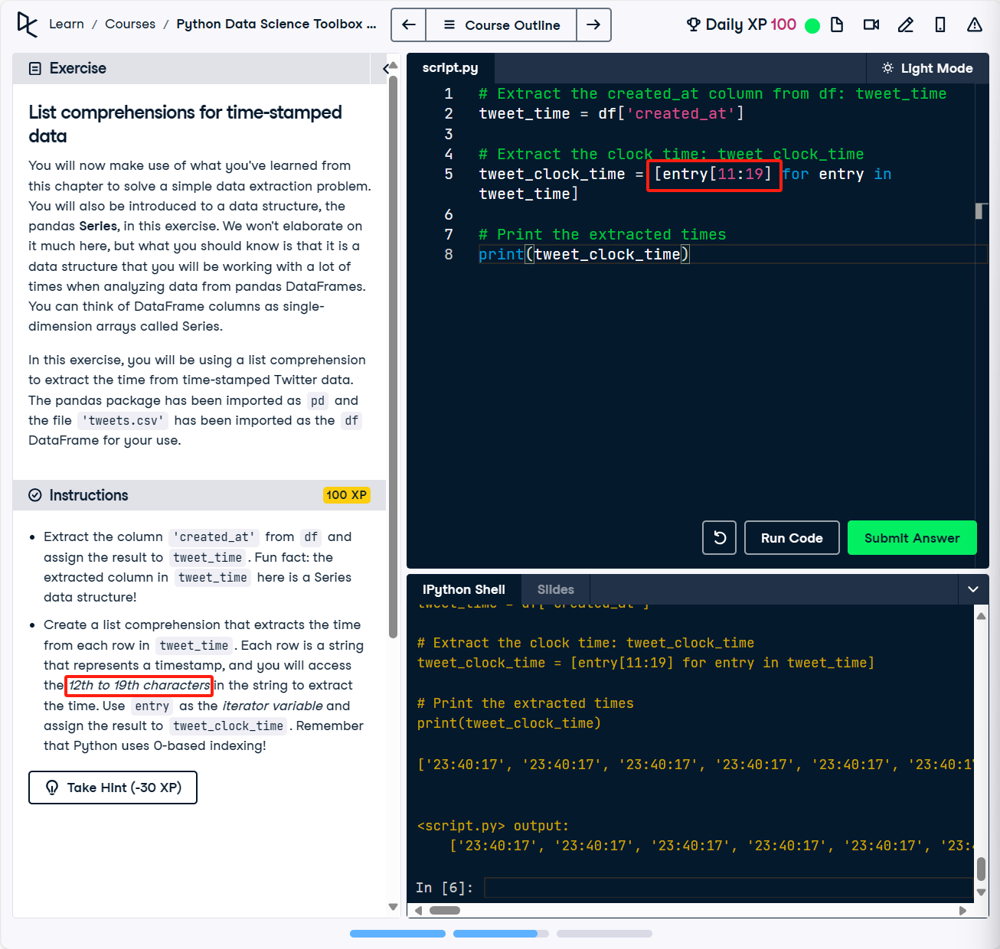 Learn / Courses / Python Data Science Toolbox ...
Course Outline
Daily XP 100
Exercise
List comprehensions for time-stamped
data
You will now make use of what you've learned from
this chapter to solve a simple data extraction problem.
You will also be introduced to a data structure, the
pandas Series, in this exercise. We won't elaborate on
it much here, but what you should know is that it is a
data structure that you will be working with a lot of
times when analyzing data from pandas DataFrames.
You can think of DataFrame columns as single-
dimension arrays called Series.
In this exercise, you will be using a list comprehension
to extract the time from time-stamped Twitter data.
The pandas package has been imported as pd and
the file 'tweets.csv' has been imported as the df
DataFrame for your use.
Instructions
100 XP
• Extract the column 'created_at' from df and
assign the result to tweet_time. Fun fact: the
extracted column in tweet_time here is a Series
data structure!
• Create a list comprehension that extracts the time
from each row in tweet_time. Each row is a string
that represents a timestamp, and you will access
the 12th to 19th characters in the string to extract
the time. Use entry as the iterator variable and
assign the result to tweet_clock_time. Remember
that Python uses 0-based indexing!
Take Hint (-30 XP)
script.py
Light Mode
1 # Extract the created_at column from df: tweet_time
2 tweet_time = df['created_at']
3
4 # Extract the clock time: tweet_clock_time
5 tweet_clock_time = [entry[11:19] for entry in
tweet_time]
6
7 # Print the extracted times
8 print(tweet_clock_time)
Run Code
Submit Answer
IPython Shell
Slides
tweet_time = df['created_at']
# Extract the clock time: tweet_clock_time
tweet_clock_time = [entry[11:19] for entry in tweet_time]
# Print the extracted times
print(tweet_clock_time)
['23:40:17', '23:40:17', '23:40:17', '23:40:17', '23:40:17', '23:40:17
<script.py> output:
['23:40:17', '23:40:17', '23:40:17', '23:40:17', '23:40:17', '23:4
In [6]: